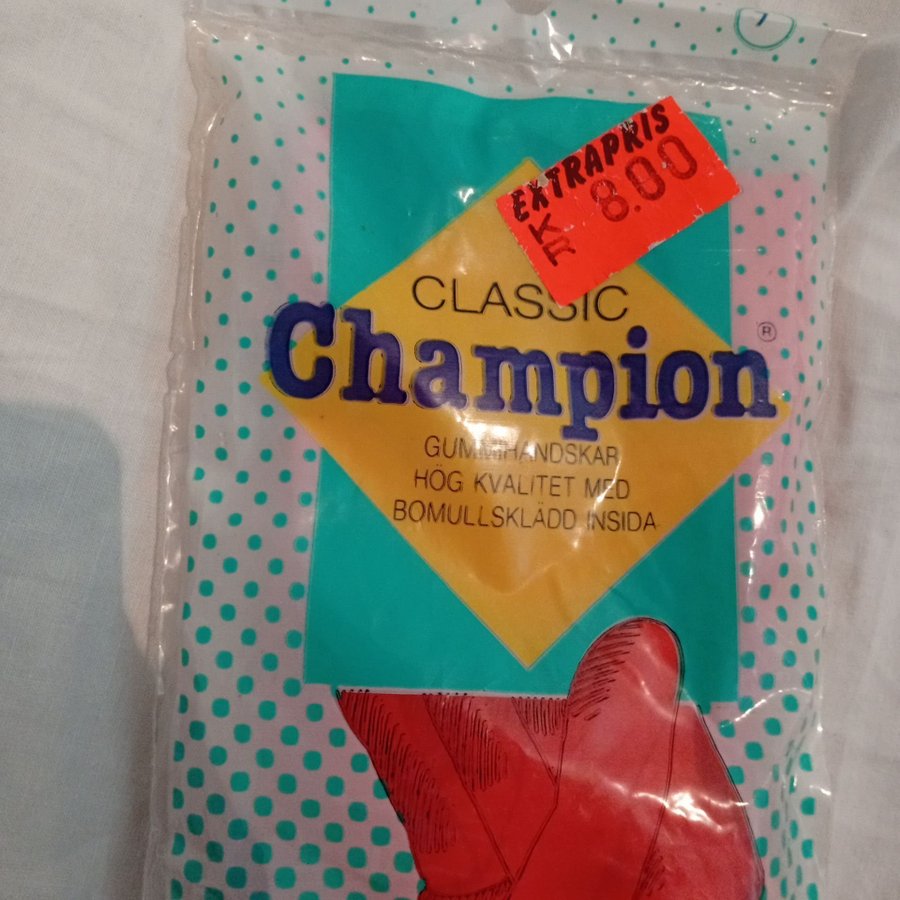 EXTRAPRIS
KR 8.00
CLASSIC
Champion®
GUMMIHANDSKAR
HÖG KVALITET MED
BOMULLSKLÄDD INSIDA